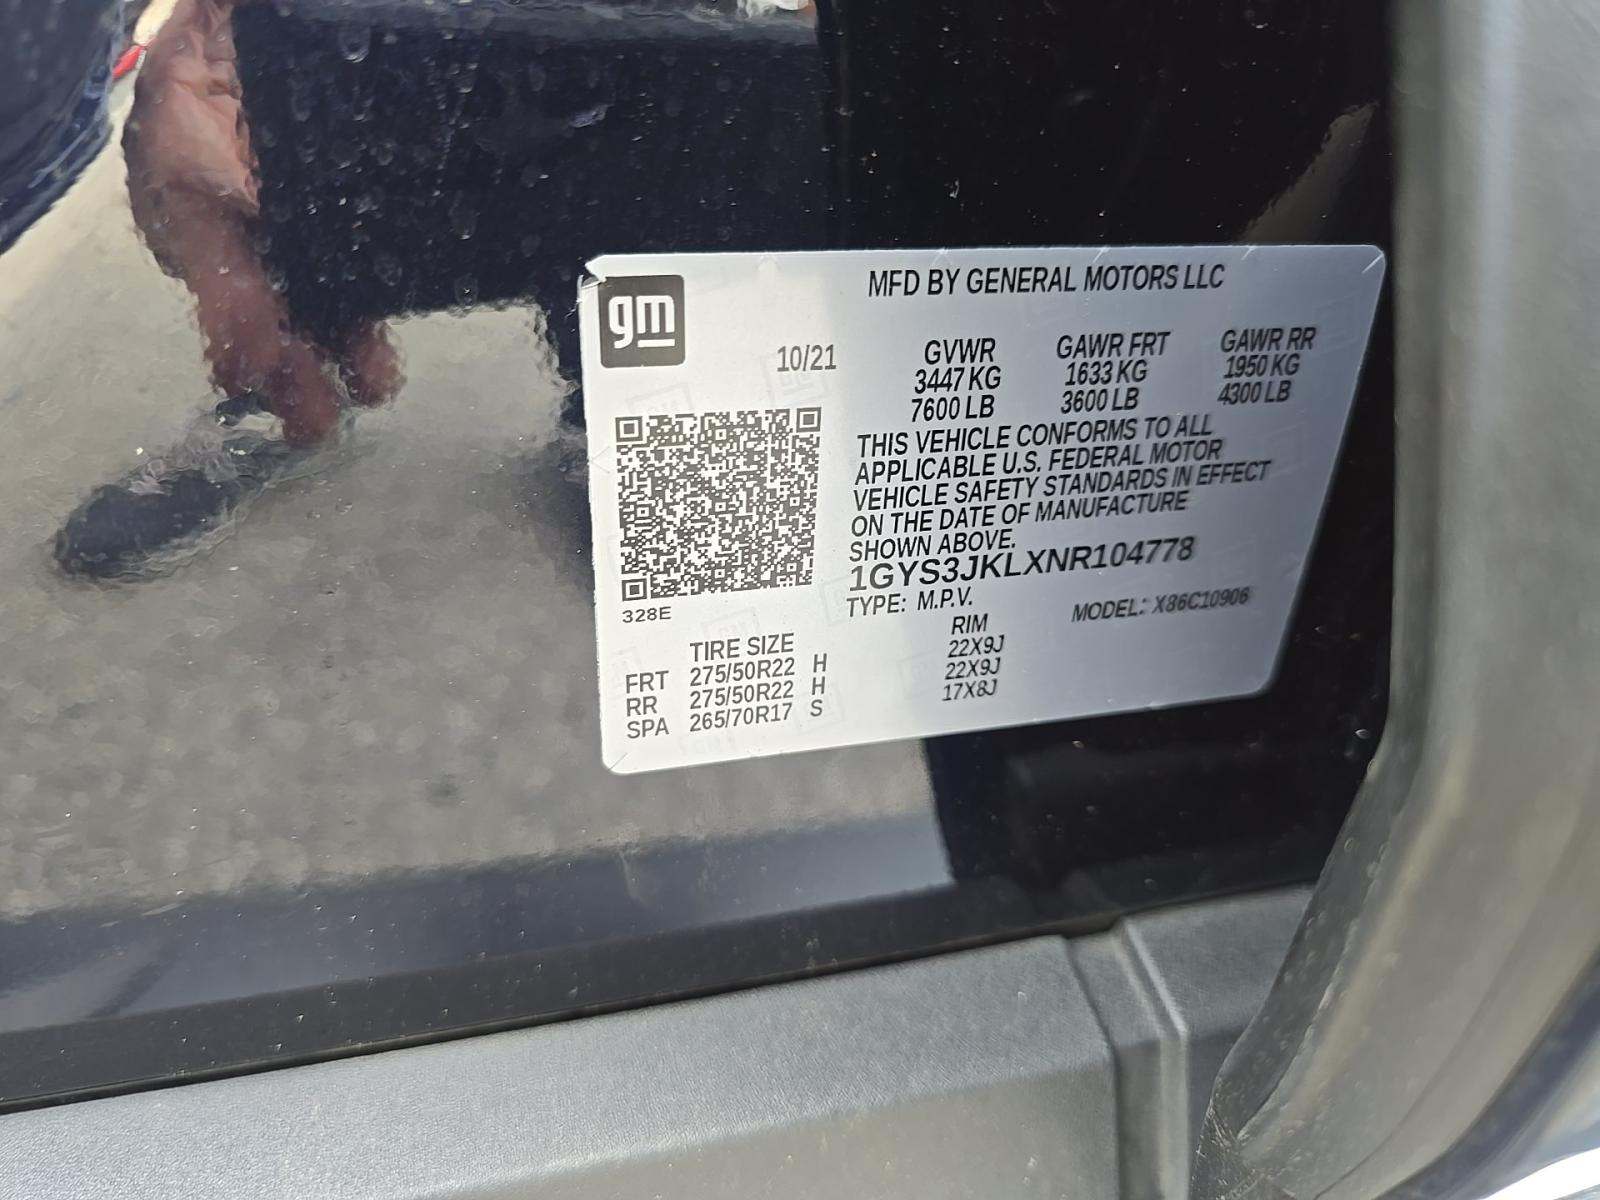 gm
MFD BY GENERAL MOTORS LLC
10/21
GVWR GAWR FRT GAWR RR
3447 KG 1633 KG 1950 KG
7600 LB 3600 LB 4300 LB
THIS VEHICLE CONFORMS TO ALL
APPLICABLE U.S. FEDERAL MOTOR
VEHICLE SAFETY STANDARDS IN EFFECT
ON THE DATE OF MANUFACTURE
SHOWN ABOVE.
1GYS3JKLXNR104778
TYPE: M.P.V. MODEL: X86C10906
328E
TIRE SIZE RIM
FRT 275/50R22 H 22X9J
RR 275/50R22 H 22X9J
SPA 265/70R17 S 17X8J